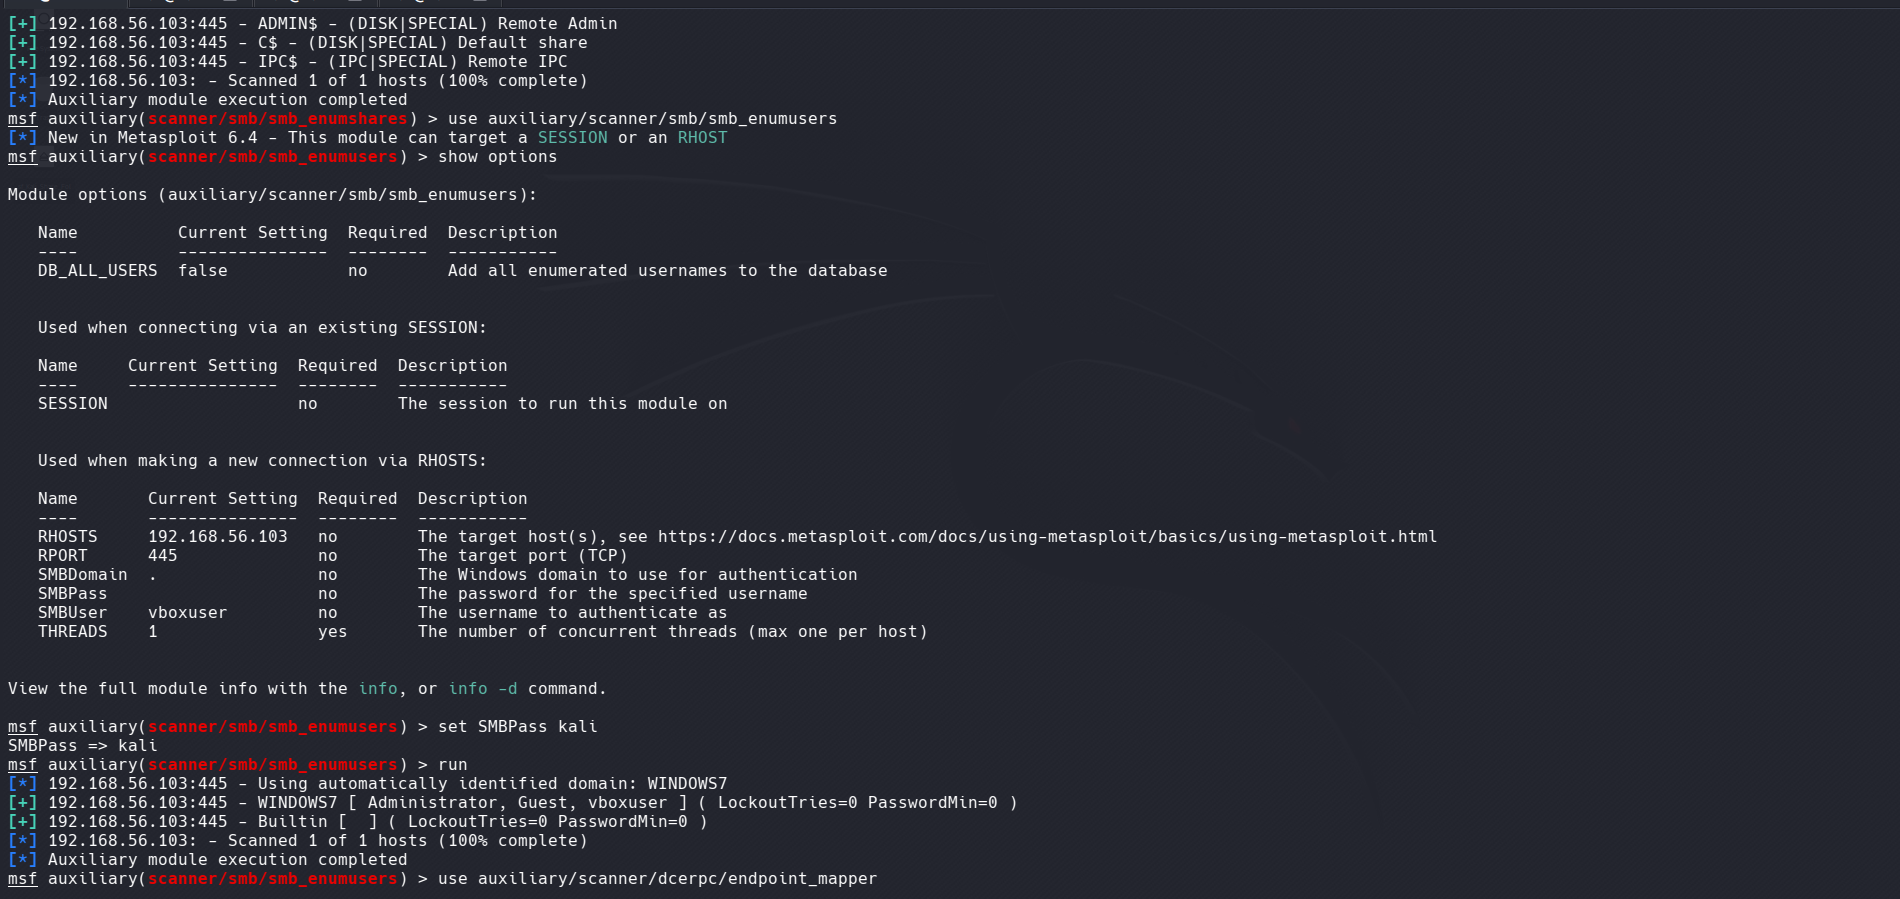 [+] 192.168.56.103:445 - ADMIN$ - (DISK|SPECIAL) Remote Admin
[+] 192.168.56.103:445 - C$ - (DISK|SPECIAL) Default share
[+] 192.168.56.103:445 - IPC$ - (IPC|SPECIAL) Remote IPC
[*] 192.168.56.103: - Scanned 1 of 1 hosts (100% complete)
[*] Auxiliary module execution completed
msf auxiliary(scanner/smb/smb_enumshares) > use auxiliary/scanner/smb/smb_enumusers
[*] New in Metasploit 6.4 - This module can target a SESSION or an RHOST
msf auxiliary(scanner/smb/smb_enumusers) > show options

Module options (auxiliary/scanner/smb/smb_enumusers):

   Name          Current Setting  Required  Description
   ----          ---------------  --------  -----------
   DB_ALL_USERS  false            no        Add all enumerated usernames to the database


   Used when connecting via an existing SESSION:

   Name     Current Setting  Required  Description
   ----     ---------------  --------  -----------
   SESSION                   no        The session to run this module on


   Used when making a new connection via RHOSTS:

   Name       Current Setting  Required  Description
   ----       ---------------  --------  -----------
   RHOSTS     192.168.56.103   no        The target host(s), see https://docs.metasploit.com/docs/using-metasploit/basics/using-metasploit.html
   RPORT      445              no        The target port (TCP)
   SMBDomain  .                no        The Windows domain to use for authentication
   SMBPass                     no        The password for the specified username
   SMBUser    vboxuser         no        The username to authenticate as
   THREADS    1                yes       The number of concurrent threads (max one per host)


View the full module info with the info, or info -d command.

msf auxiliary(scanner/smb/smb_enumusers) > set SMBPass kali
SMBPass => kali
msf auxiliary(scanner/smb/smb_enumusers) > run
[*] 192.168.56.103:445 - Using automatically identified domain: WINDOWS7
[+] 192.168.56.103:445 - WINDOWS7 [ Administrator, Guest, vboxuser ] ( LockoutTries=0 PasswordMin=0 )
[+] 192.168.56.103:445 - Builtin [  ] ( LockoutTries=0 PasswordMin=0 )
[*] 192.168.56.103: - Scanned 1 of 1 hosts (100% complete)
[*] Auxiliary module execution completed
msf auxiliary(scanner/smb/smb_enumusers) > use auxiliary/scanner/dcerpc/endpoint_mapper